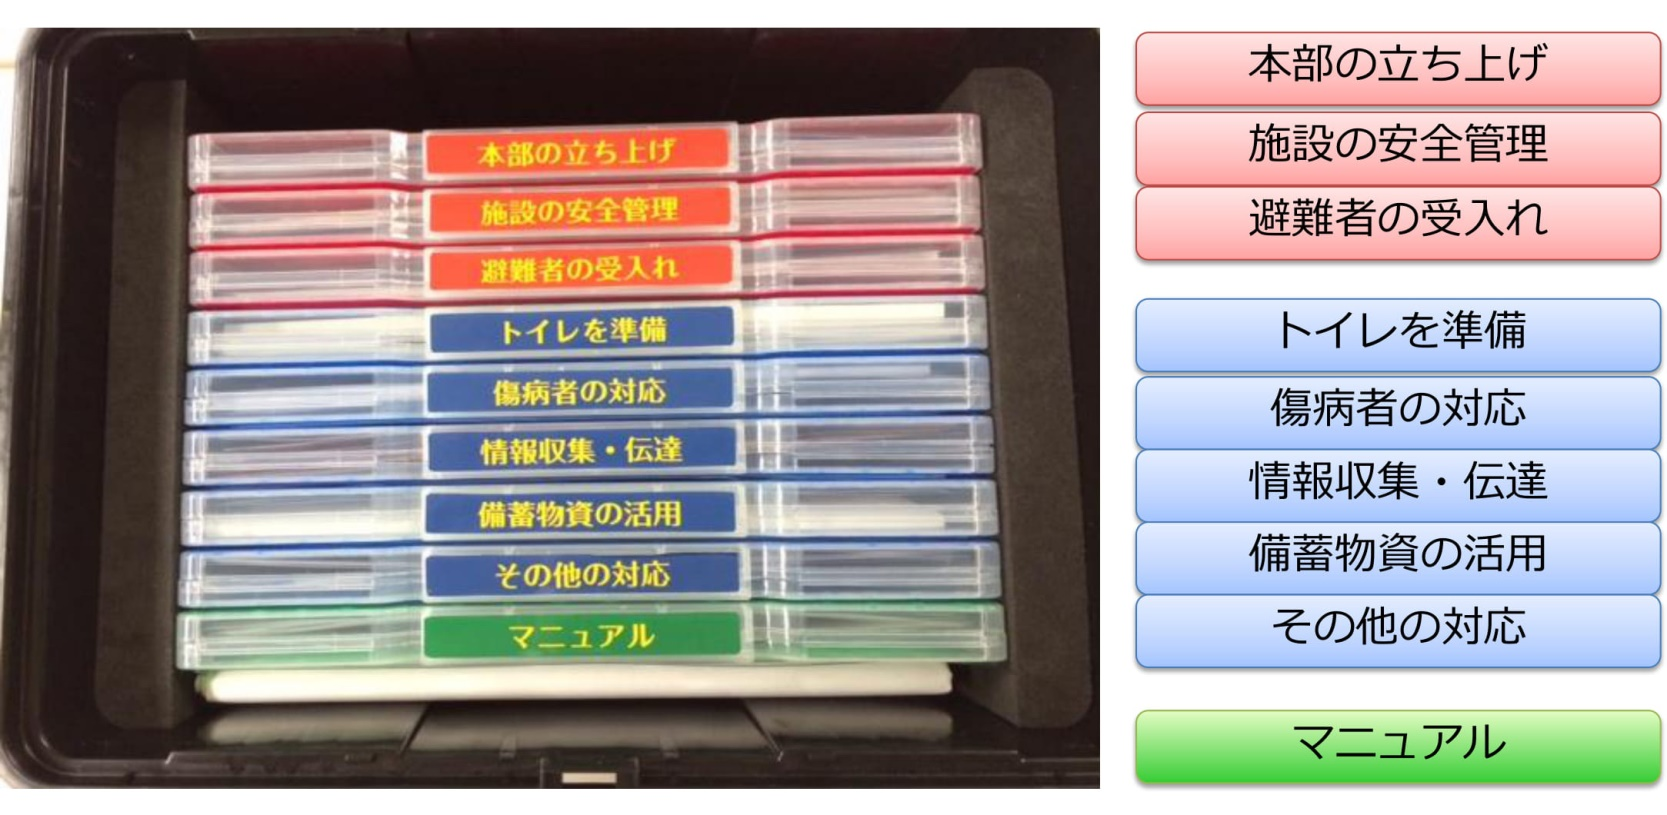 本部の立ち上げ
施設の安全管理
避難者の受入れ
トイレを準備
傷病者の対応
情報収集・伝達
備蓄物資の活用
その他の対応
マニュアル
本部の立ち上げ
施設の安全管理
避難者の受入れ
トイレを準備
傷病者の対応
情報収集・伝達
備蓄物資の活用
その他の対応
マニュアル